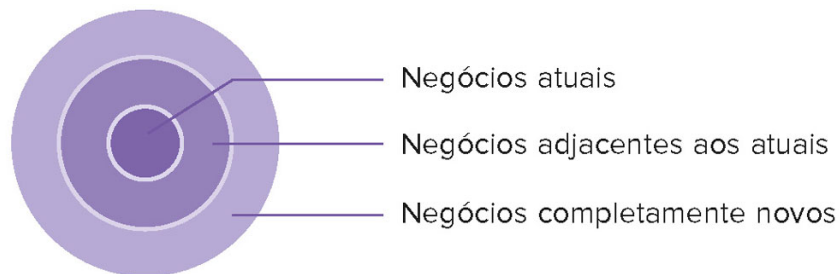 Negócios atuais
Negócios adjacentes aos atuais
Negócios completamente novos